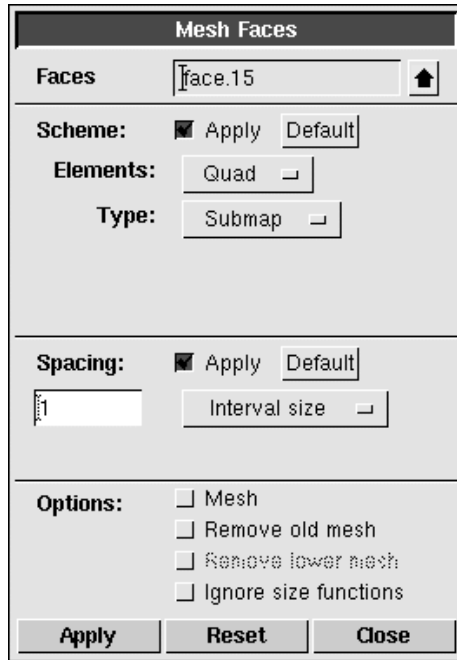 Mesh Faces
Faces face.15
Scheme: Apply Default
Elements: Quad
Type: Submap
Spacing: Apply Default
1 Interval size
Options: Mesh
Remove old mesh
Remove lower mesh
Ignore size functions
Apply Reset Close